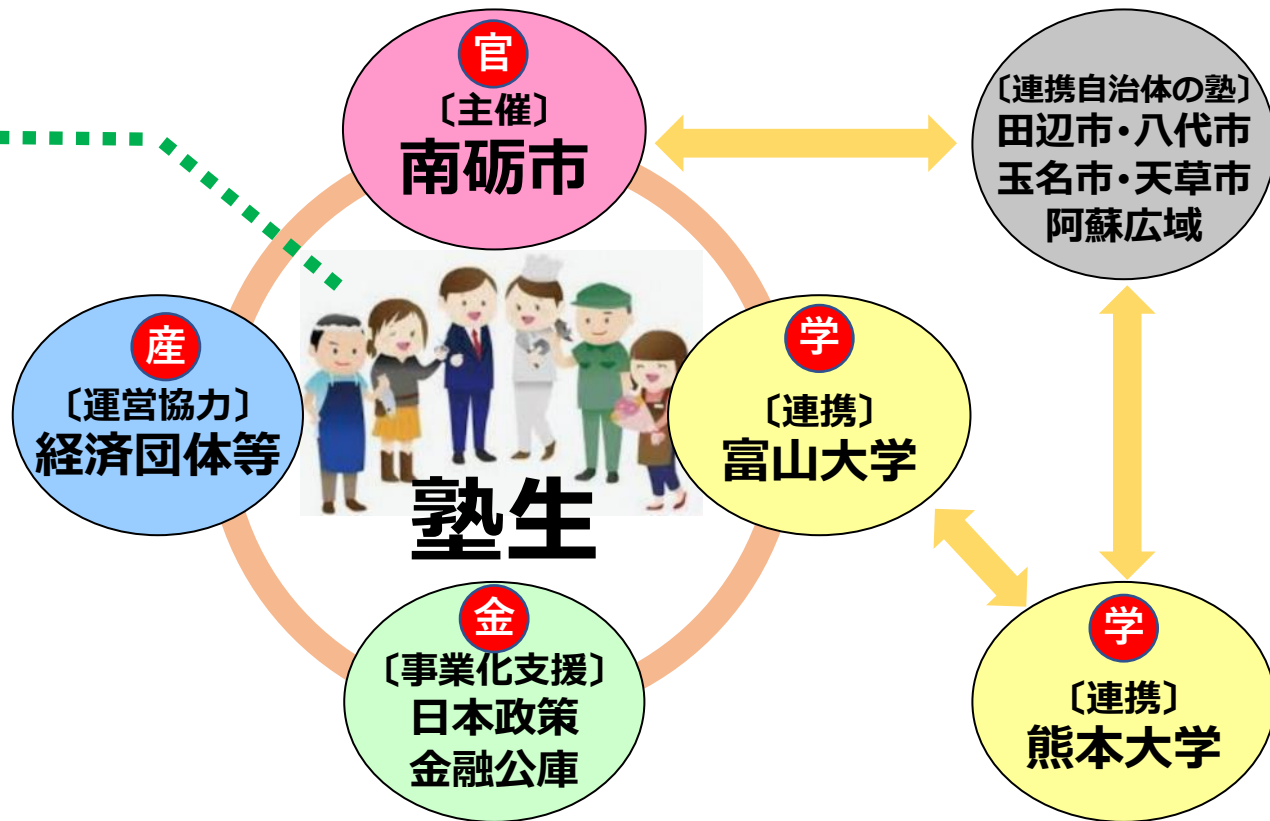 官
〔主催〕
南砺市
〔連携自治体の塾〕
田辺市・八代市
玉名市・天草市
阿蘇広域
産
〔運営協力〕
経済団体等
学
〔連携〕
富山大学
塾生
金
〔事業化支援〕
日本政策
金融公庫
学
〔連携〕
熊本大学